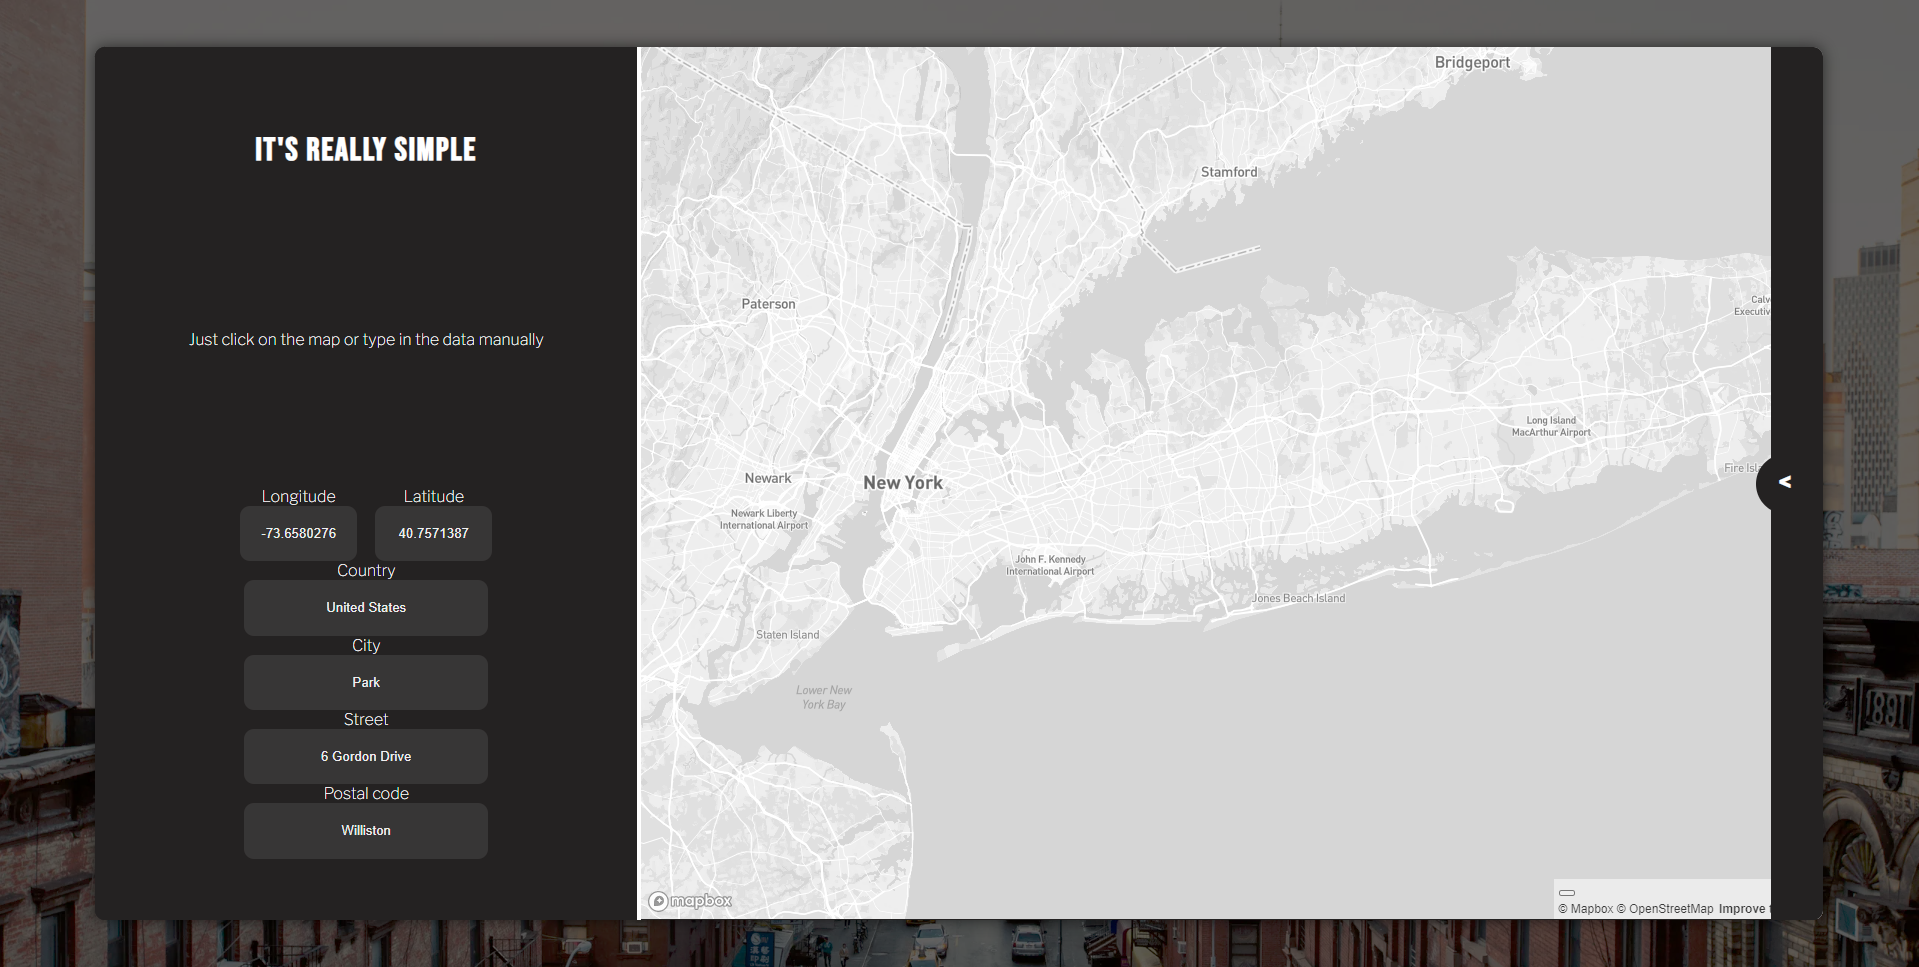 IT'S REALLY SIMPLE
Just click on the map or type in the data manually
Longitude
Latitude
-73.6580276
40.7571387
Country
United States
City
Park
Street
6 Gordon Drive
Postal code
Williston
Bridgeport
Stamford
Paterson
Calv
Executiv
Long Island
MacArthur Airport
Newark
New York
Fire Isla
Newark Liberty
International Airport
John F. Kennedy
International Airport
Jones Beach Island
Staten Island
Lower New
York Bay
<
mapbox
© Mapbox © OpenStreetMap Improve t
1891